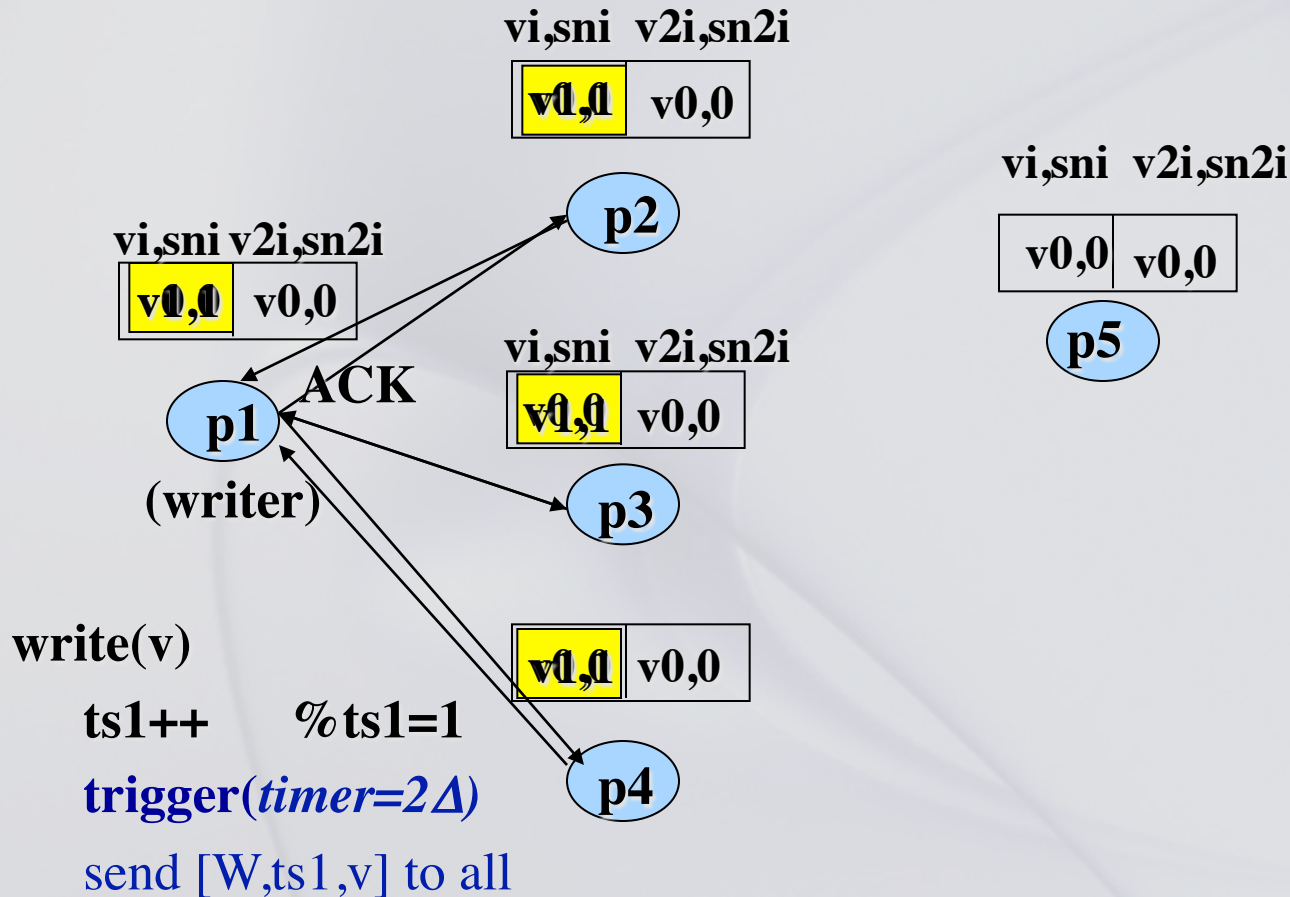 vi,sni v2i,sn2i
v0,0
vi,sni v2i,sn2i
p2
v0,0 v0,0
vi,sni v2i,sn2i
v0,0
p5
vi,sni v2i,sn2i
ACK
v0,0
p1
(writer)
p3
write(v)
v0,0
ts1++ %ts1=1
trigger(timer=2Δ)
p4
send [W,ts1,v] to all